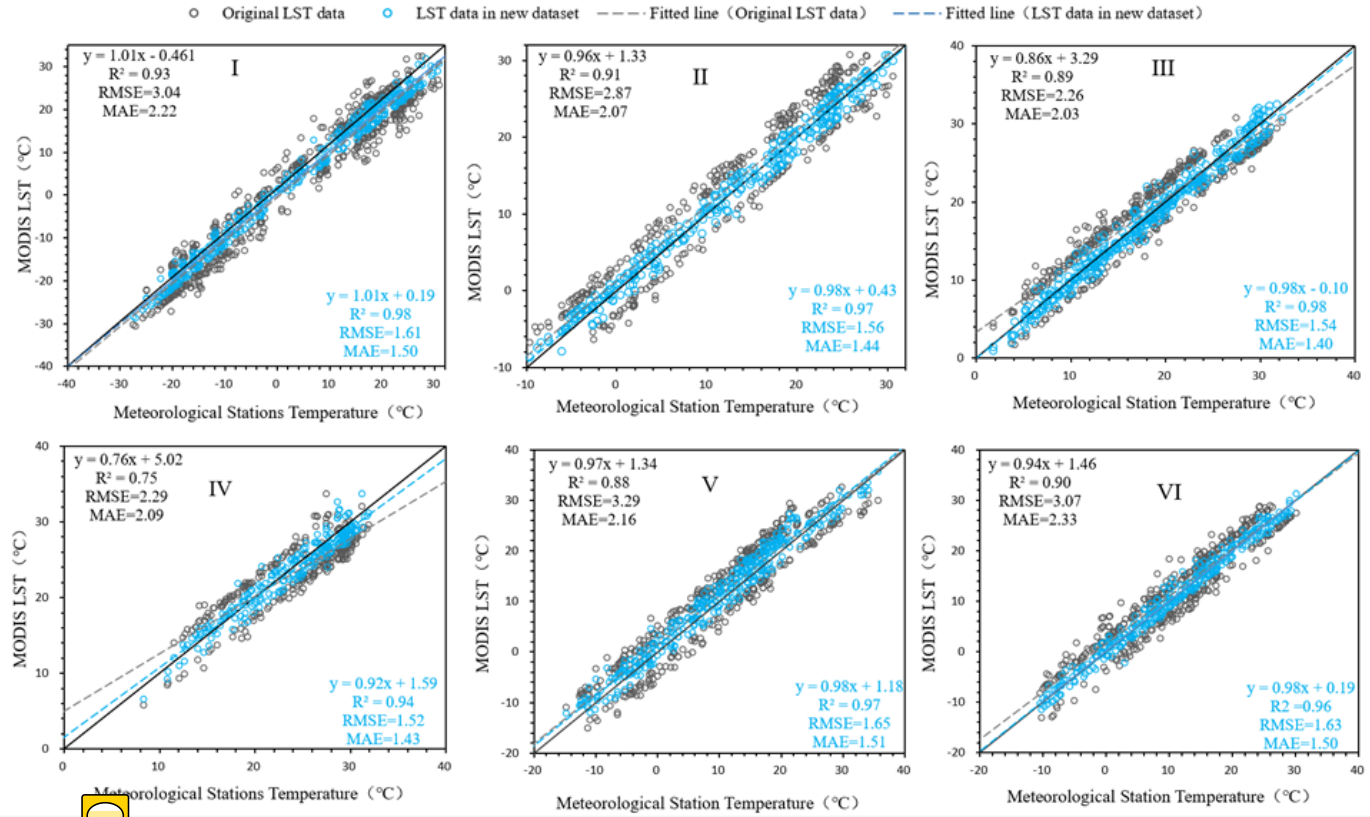 Original LST data LST data in new dataset Fitted line（Original LST data） Fitted line（LST data in new dataset）
y = 1.01x - 0.461
R² = 0.93
RMSE=3.04
MAE=2.22
I
30
20
10
0
-10
-20
-30
-40
MODIS LST（℃）
y = 1.01x + 0.19
R² = 0.98
RMSE=1.61
MAE=1.50
-40 -30 -20 -10 0 10 20 30
Meteorological Stations Temperature（℃）
y = 0.96x + 1.33
R² = 0.91
RMSE=2.87
MAE=2.07
II
30
20
10
0
-10
MODIS LST（℃）
y = 0.98x + 0.43
R² = 0.97
RMSE=1.56
MAE=1.44
-10 0 10 20 30
Meteorological Station Temperature（℃）
y = 0.86x + 3.29
R² = 0.89
RMSE=2.26
MAE=2.03
III
40
30
20
10
0
MODIS LST（℃）
y = 0.98x - 0.10
R² = 0.98
RMSE=1.54
MAE=1.40
0 10 20 30 40
Meteorological Station Temperature（℃）
y = 0.76x + 5.02
R² = 0.75
RMSE=2.29
MAE=2.09
IV
40
30
20
10
0
MODIS LST（℃）
y = 0.92x + 1.59
R² = 0.94
RMSE=1.52
MAE=1.43
0 10 20 30 40
Meteorological Stations Temperature（℃）
y = 0.97x + 1.34
R² = 0.88
RMSE=3.29
MAE=2.16
V
40
30
20
10
0
-10
-20
MODIS LST（℃）
y = 0.98x + 1.18
R² = 0.97
RMSE=1.65
MAE=1.51
-20 -10 0 10 20 30 40
Meteorological Station Temperature（℃）
y = 0.94x + 1.46
R² = 0.90
RMSE=3.07
MAE=2.33
VI
40
30
20
10
0
-10
-20
MODIS LST（℃）
y = 0.98x + 0.19
R2 =0.96
RMSE=1.63
MAE=1.50
-20 -10 0 10 20 30 40
Meteorological Station Temperature（℃）